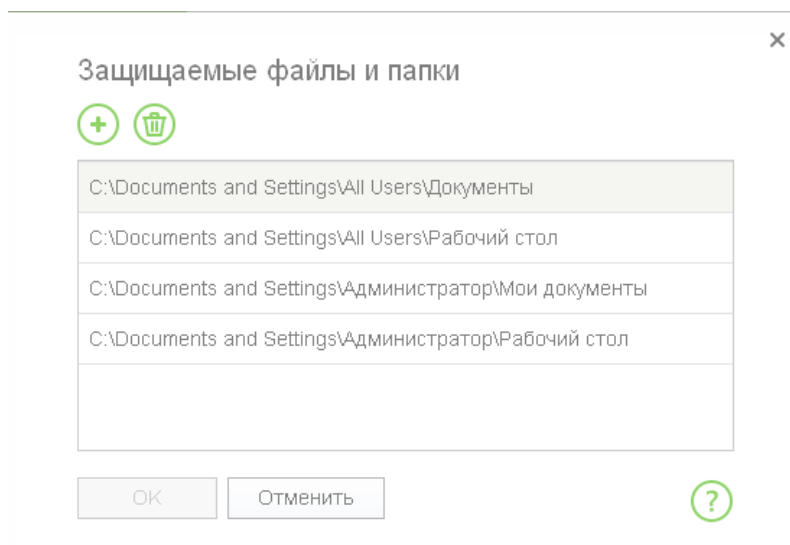 Защищаемые файлы и папки
C:\Documents and Settings\All Users\Документы
C:\Documents and Settings\All Users\Рабочий стол
C:\Documents and Settings\Администратор\Мои документы
C:\Documents and Settings\Администратор\Рабочий стол
OK
Отменить
?